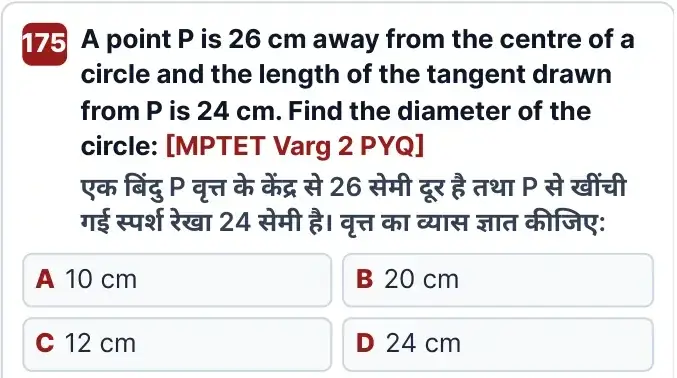 175 A point P is 26 cm away from the centre of a
circle and the length of the tangent drawn
from P is 24 cm. Find the diameter of the
circle: [MPTET Varg 2 PYQ]
एक बिंदु P वृत्त के केंद्र से 26 सेमी दूर है तथा P से खींची
गई स्पर्श रेखा 24 सेमी है। वृत्त का व्यास ज्ञात कीजिए:
A 10 cm
B 20 cm
C 12 cm
D 24 cm